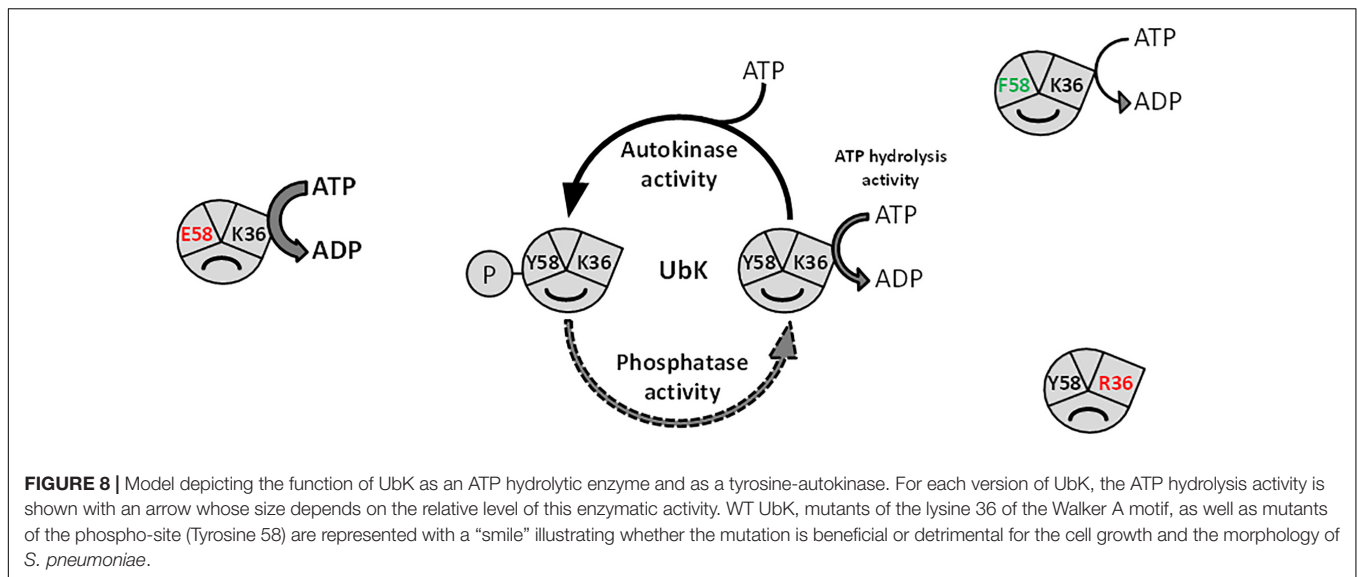 ATP
ATP
F58 K36
ADP
Autokinase
activity
ATP hydrolysis
activity
ATP
E58 K36
ADP
ATP
P
Y58 K36
UbK
Y58 K36
ADP
Phosphatase
activity
Y58 R36
FIGURE 8 | Model depicting the function of UbK as an ATP hydrolytic enzyme and as a tyrosine-autokinase. For each version of UbK, the ATP hydrolysis activity is
shown with an arrow whose size depends on the relative level of this enzymatic activity. WT UbK, mutants of the lysine 36 of the Walker A motif, as well as mutants
of the phospho-site (Tyrosine 58) are represented with a “smile” illustrating whether the mutation is beneficial or detrimental for the cell growth and the morphology of
S. pneumoniae.